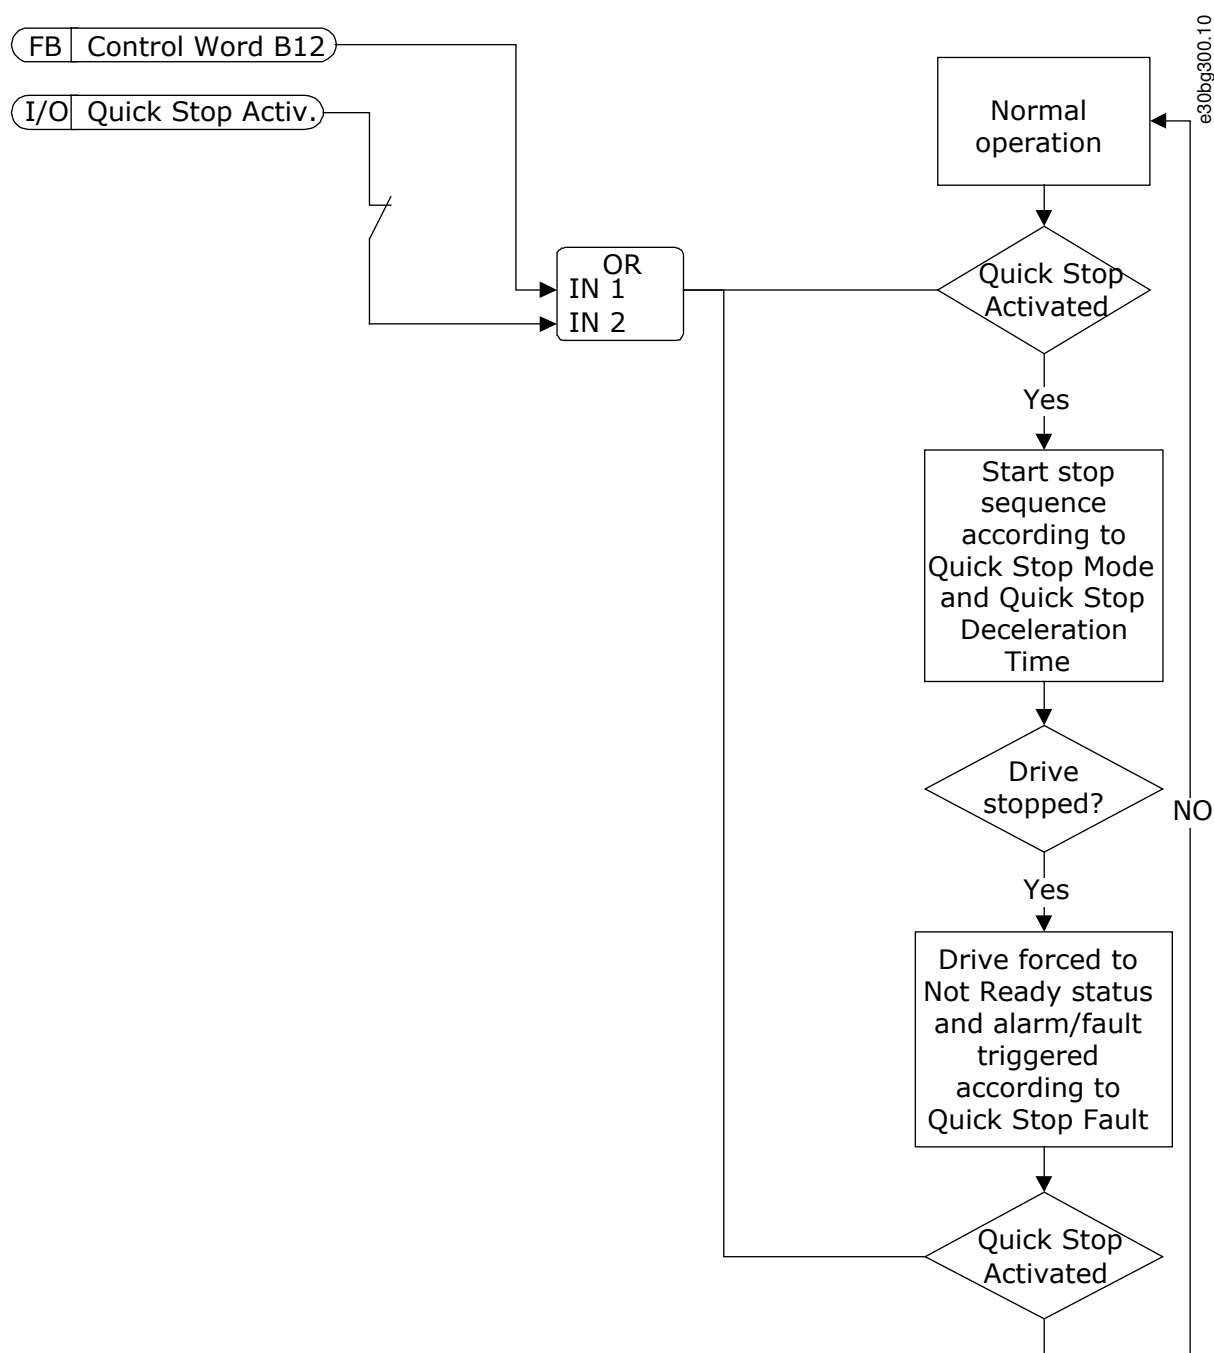 FB Control Word B12
I/O Quick Stop Activ.
e30bg300.10
Normal
operation
OR
IN 1
IN 2
Quick Stop
Activated
Yes
Start stop
sequence
according to
Quick Stop Mode
and Quick Stop
Deceleration
Time
Drive
stopped?
NO
Yes
Drive forced to
Not Ready status
and alarm/fault
triggered
according to
Quick Stop Fault
Quick Stop
Activated